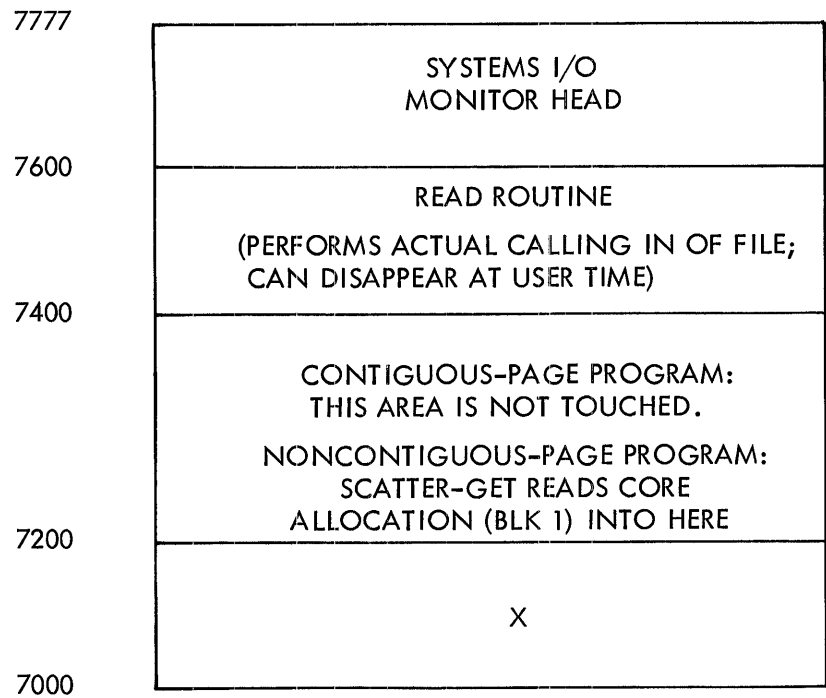 7777
SYSTEMS I/O
MONITOR HEAD
7600
READ ROUTINE
(PERFORMS ACTUAL CALLING IN OF FILE;
CAN DISAPPEAR AT USER TIME)
7400
CONTIGUOUS-PAGE PROGRAM:
THIS AREA IS NOT TOUCHED.
NONCONTIGUOUS-PAGE PROGRAM:
SCATTER-GET READS CORE
ALLOCATION (BLK 1) INTO HERE
7200
X
7000